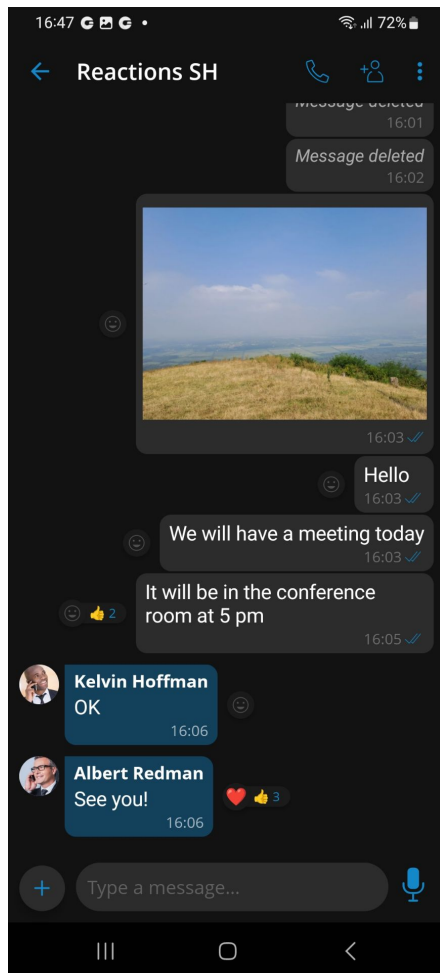 16:47 72%
Reactions SH
Message deleted
16:01
Message deleted
16:02
16:03
Hello
16:03
We will have a meeting today
16:03
It will be in the conference
room at 5 pm
2
16:05
Kelvin Hoffman
OK
16:06
Albert Redman
See you!
3
16:06
Type a message...